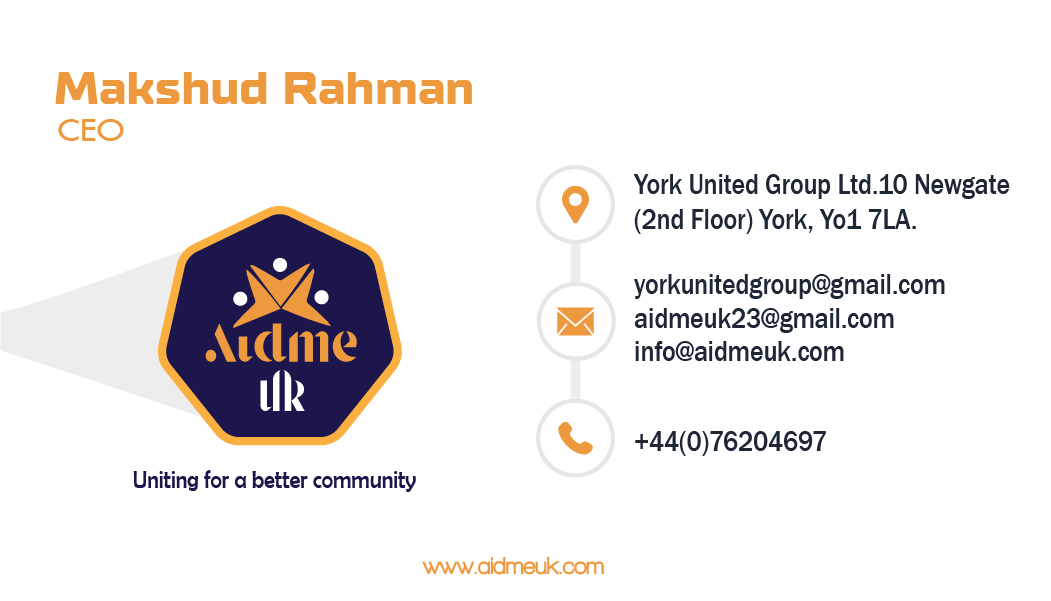 Makshud Rahman
CEO
York United Group Ltd.10 Newgate
(2nd Floor) York, Yo1 7LA.
yorkunitedgroup@gmail.com
aidmeuk23@gmail.com
info@aidmeuk.com
+44(0)76204697
Aidme
Uk
Uniting for a better community
www.aidmeuk.com